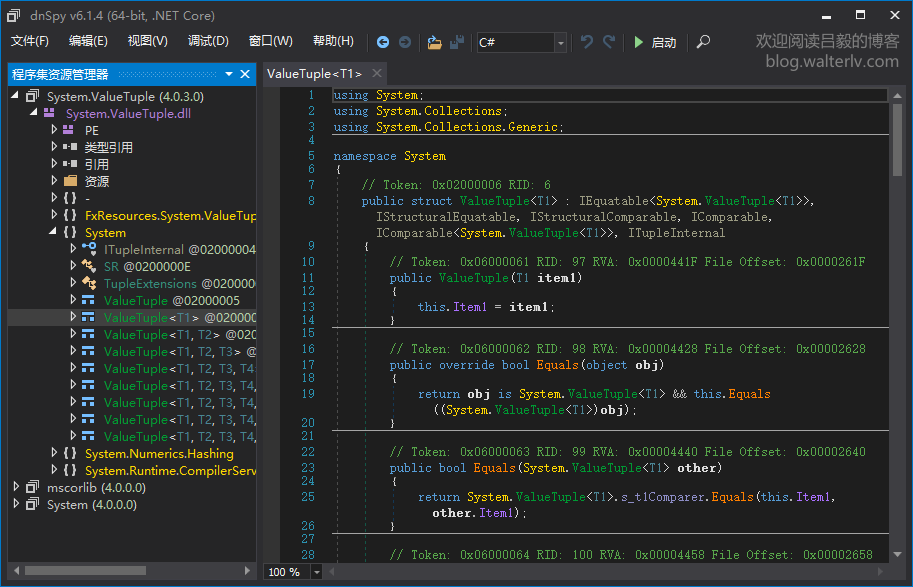 dnSpy v6.1.4 (64-bit, .NET Core)
文件(F) 编辑(E) 视图(V) 调试(D) 窗口(W) 帮助(H) C# 启动
欢迎阅读吕毅的博客
blog.walterlv.com
程序集资源管理器
System.ValueTuple (4.0.3.0)
System.ValueTuple.dll
PE
类型引用
引用
资源
{ } -
{ } FxResources.System.ValueTup
{ } System
ITupleInternal @02000004
SR @0200000E
TupleExtensions @020000
ValueTuple @02000005
ValueTuple<T1> @020000
ValueTuple<T1, T2> @020
ValueTuple<T1, T2, T3> @
ValueTuple<T1, T2, T3, T4
ValueTuple<T1, T2, T3, T4,
ValueTuple<T1, T2, T3, T4,
ValueTuple<T1, T2, T3, T4,
ValueTuple<T1, T2, T3, T4,
{ } System.Numerics.Hashing
{ } System.Runtime.CompilerServ
mscorlib (4.0.0.0)
System (4.0.0.0)
ValueTuple<T1>
1 using System;
2 using System.Collections;
3 using System.Collections.Generic;
4
5 namespace System
6 {
7 // Token: 0x02000006 RID: 6
8 public struct ValueTuple<T1> : IEquatable<System.ValueTuple<T1>>,
IStructuralEquatable, IStructuralComparable, IComparable,
IComparable<System.ValueTuple<T1>>, ITupleInternal
9 {
10 // Token: 0x06000061 RID: 97 RVA: 0x0000441F File Offset: 0x0000261F
11 public ValueTuple(T1 item1)
12 {
13 this.Item1 = item1;
14 }
15
16 // Token: 0x06000062 RID: 98 RVA: 0x00004428 File Offset: 0x00002628
17 public override bool Equals(object obj)
18 {
19 return obj is System.ValueTuple<T1> && this.Equals
((System.ValueTuple<T1>)obj);
20 }
21
22 // Token: 0x06000063 RID: 99 RVA: 0x00004440 File Offset: 0x00002640
23 public bool Equals(System.ValueTuple<T1> other)
24 {
25 return System.ValueTuple<T1>.s_t1Comparer.Equals(this.Item1,
other.Item1);
26 }
27
28 // Token: 0x06000064 RID: 100 RVA: 0x00004458 File Offset: 0x00002658
100 %